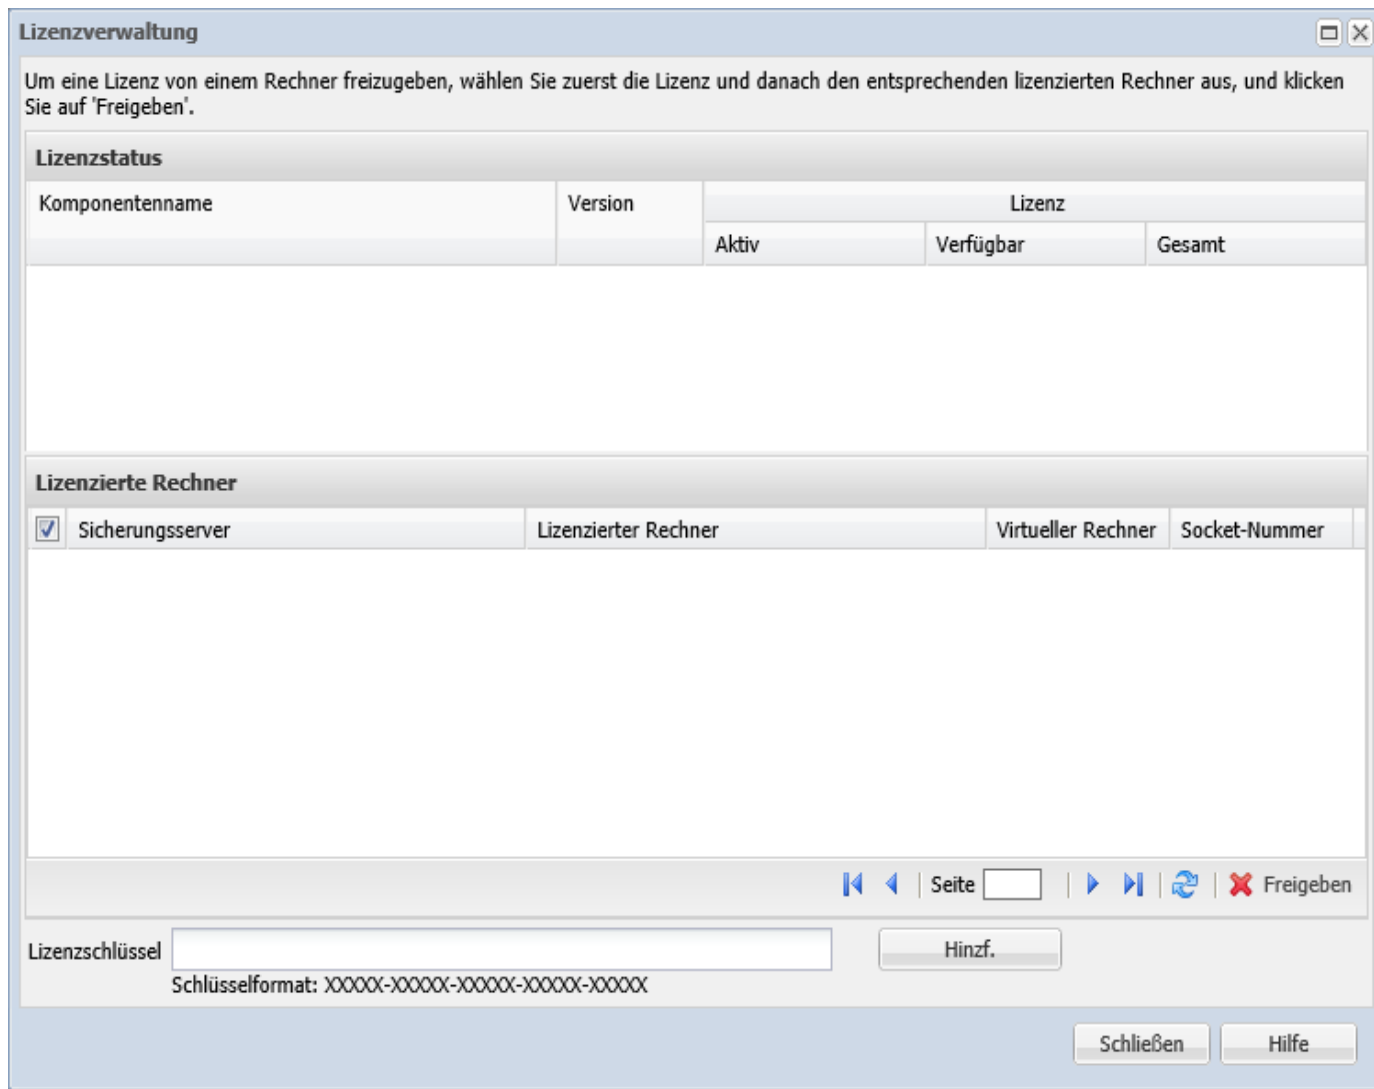 Lizenzverwaltung
Um eine Lizenz von einem Rechner freizugeben, wählen Sie zuerst die Lizenz und danach den entsprechenden lizenzierten Rechner aus, und klicken
Sie auf 'Freigeben'.
Lizenzstatus
Komponentenname Version Lizenz
Aktiv Verfügbar Gesamt
Lizenzierte Rechner
Sicherungsserver Lizenzierter Rechner Virtueller Rechner Socket-Nummer
Seite Freigeben
Lizenzschlüssel Hinzf.
Schlüsselformat: XXXXX-XXXXX-XXXXX-XXXXX-XXXXX
Schließen Hilfe